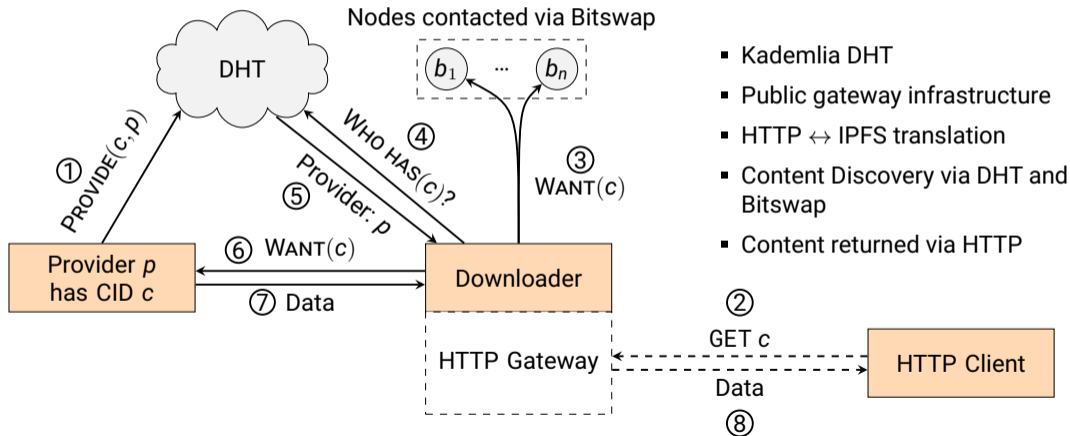 Nodes contacted via Bitswap
DHT
b1 ... bn
① PROVIDE(c, p)
④ WHO HAS(c)?
⑤ Provider: p
③ WANT(c)
Provider p
has CID c
⑥ WANT(c)
⑦ Data
Downloader
HTTP Gateway
②
GET c
Data
⑧
HTTP Client
▪ Kademlia DHT
▪ Public gateway infrastructure
▪ HTTP ↔ IPFS translation
▪ Content Discovery via DHT and
Bitswap
▪ Content returned via HTTP